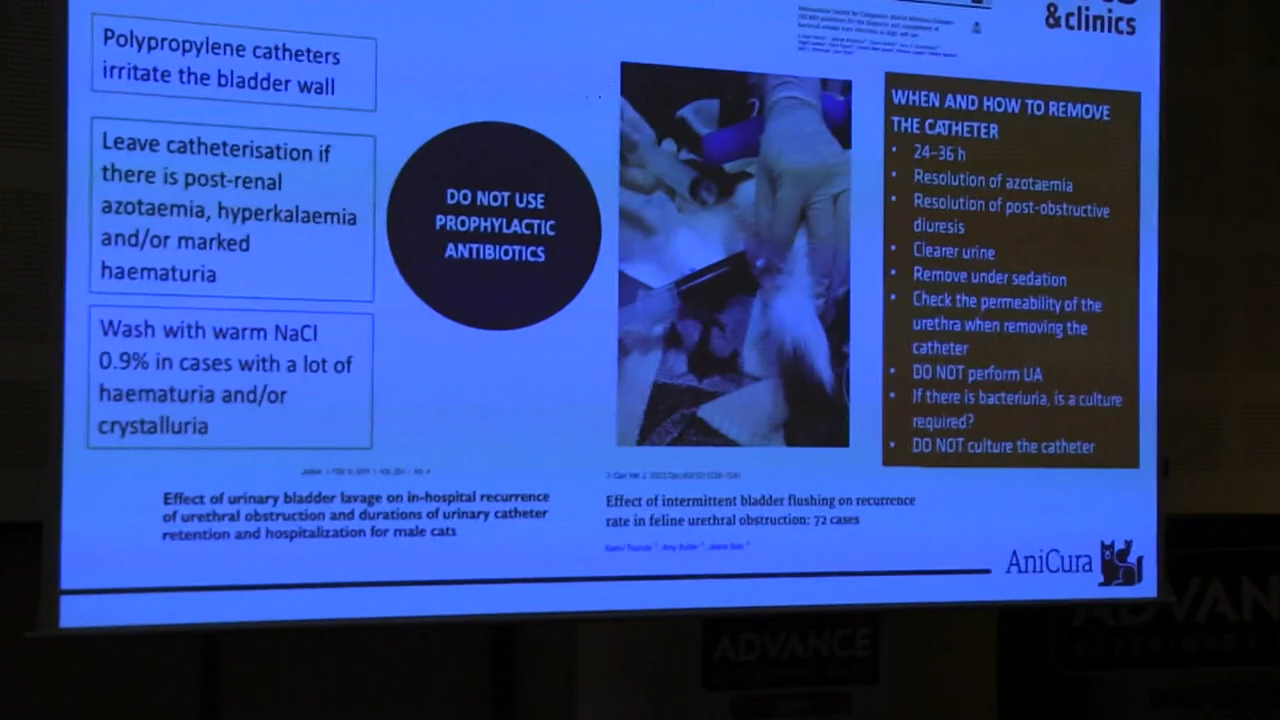 &clinics
Polypropylene catheters
irritate the bladder wall
Leave catheterisation if
there is post-renal
azotaemia, hyperkalaemia
and/or marked
haematuria
Wash with warm NaCl
0.9% in cases with a lot of
haematuria and/or
crystalluria
DO NOT USE
PROPHYLACTIC
ANTIBIOTICS
WHEN AND HOW TO REMOVE
THE CATHETER
• 24-36 h
• Resolution of azotaemia
• Resolution of post-obstructive
diuresis
• Clearer urine
• Remove under sedation
• Check the permeability of the
urethra when removing the
catheter
• DO NOT perform UA
• If there is bacteriuria, is a culture
required?
• DO NOT culture the catheter
Effect of urinary bladder lavage on in-hospital recurrence
of urethral obstruction and durations of urinary catheter
retention and hospitalization for male cats
Effect of intermittent bladder flushing on recurrence
rate in feline urethral obstruction: 72 cases
AniCura
ADVANCE